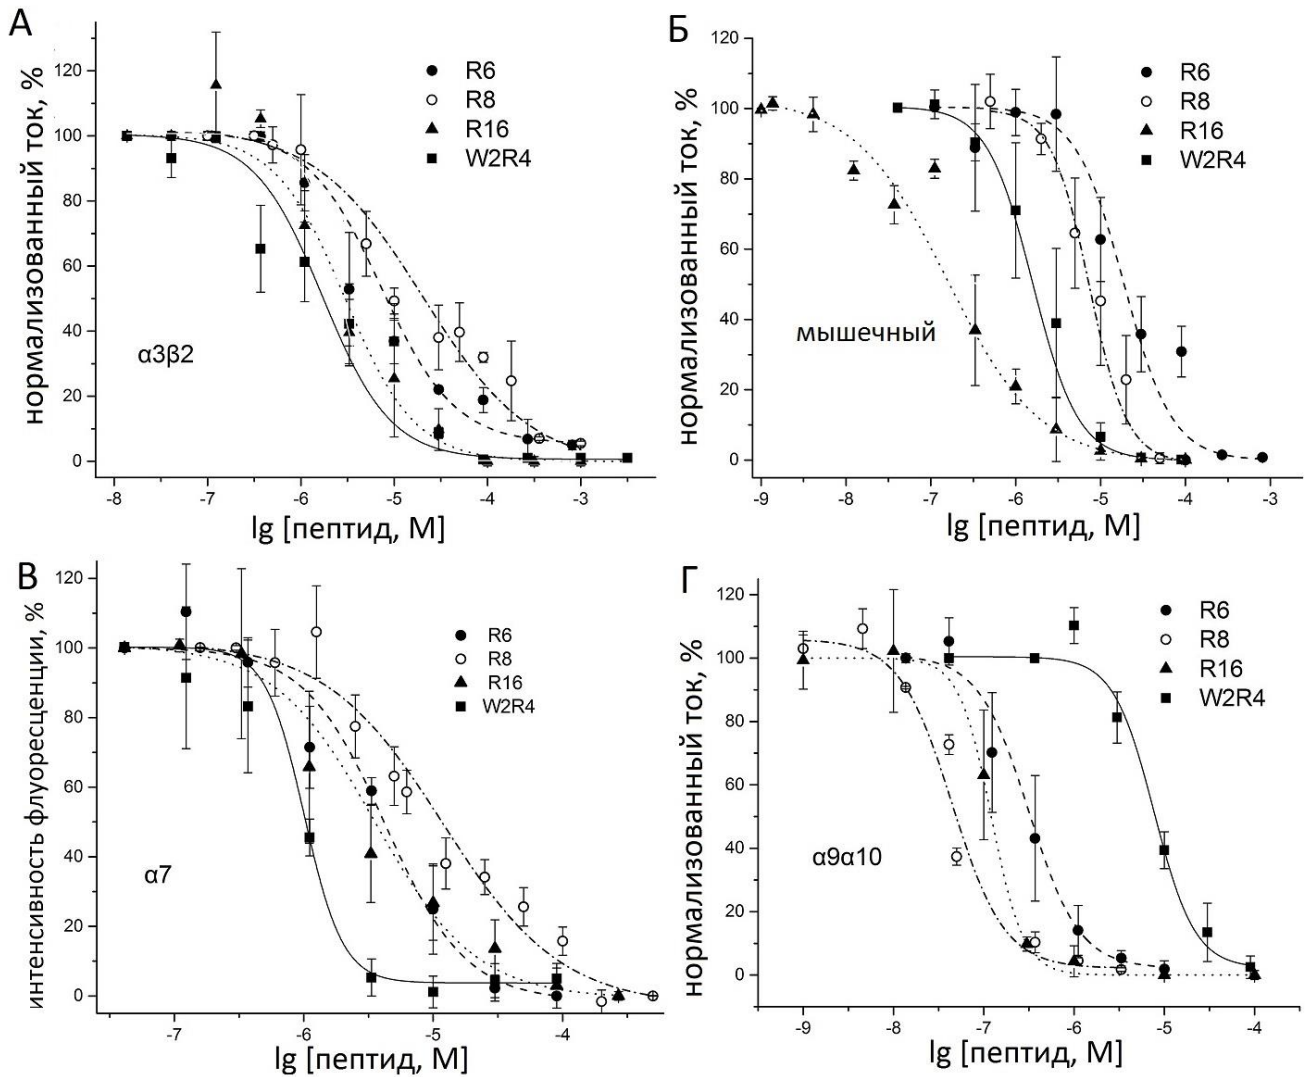 А
нормализованный ток, %
120
100
80
60
40
20
0
R6
R8
R16
W2R4
α3β2
-8
-7
-6
-5
-4
-3
lg [пептид, М]
Б
нормализованный ток, %
120
100
80
60
40
20
0
R6
R8
R16
W2R4
мышечный
-9
-8
-7
-6
-5
-4
-3
lg [пептид, М]
В
интенсивность флуоресценции, %
120
100
80
60
40
20
0
R6
R8
R16
W2R4
α7
-7
-6
-5
-4
lg [пептид, М]
Г
нормализованный ток, %
120
100
80
60
40
20
0
R6
R8
R16
W2R4
α9α10
-9
-8
-7
-6
-5
-4
lg [пептид, М]